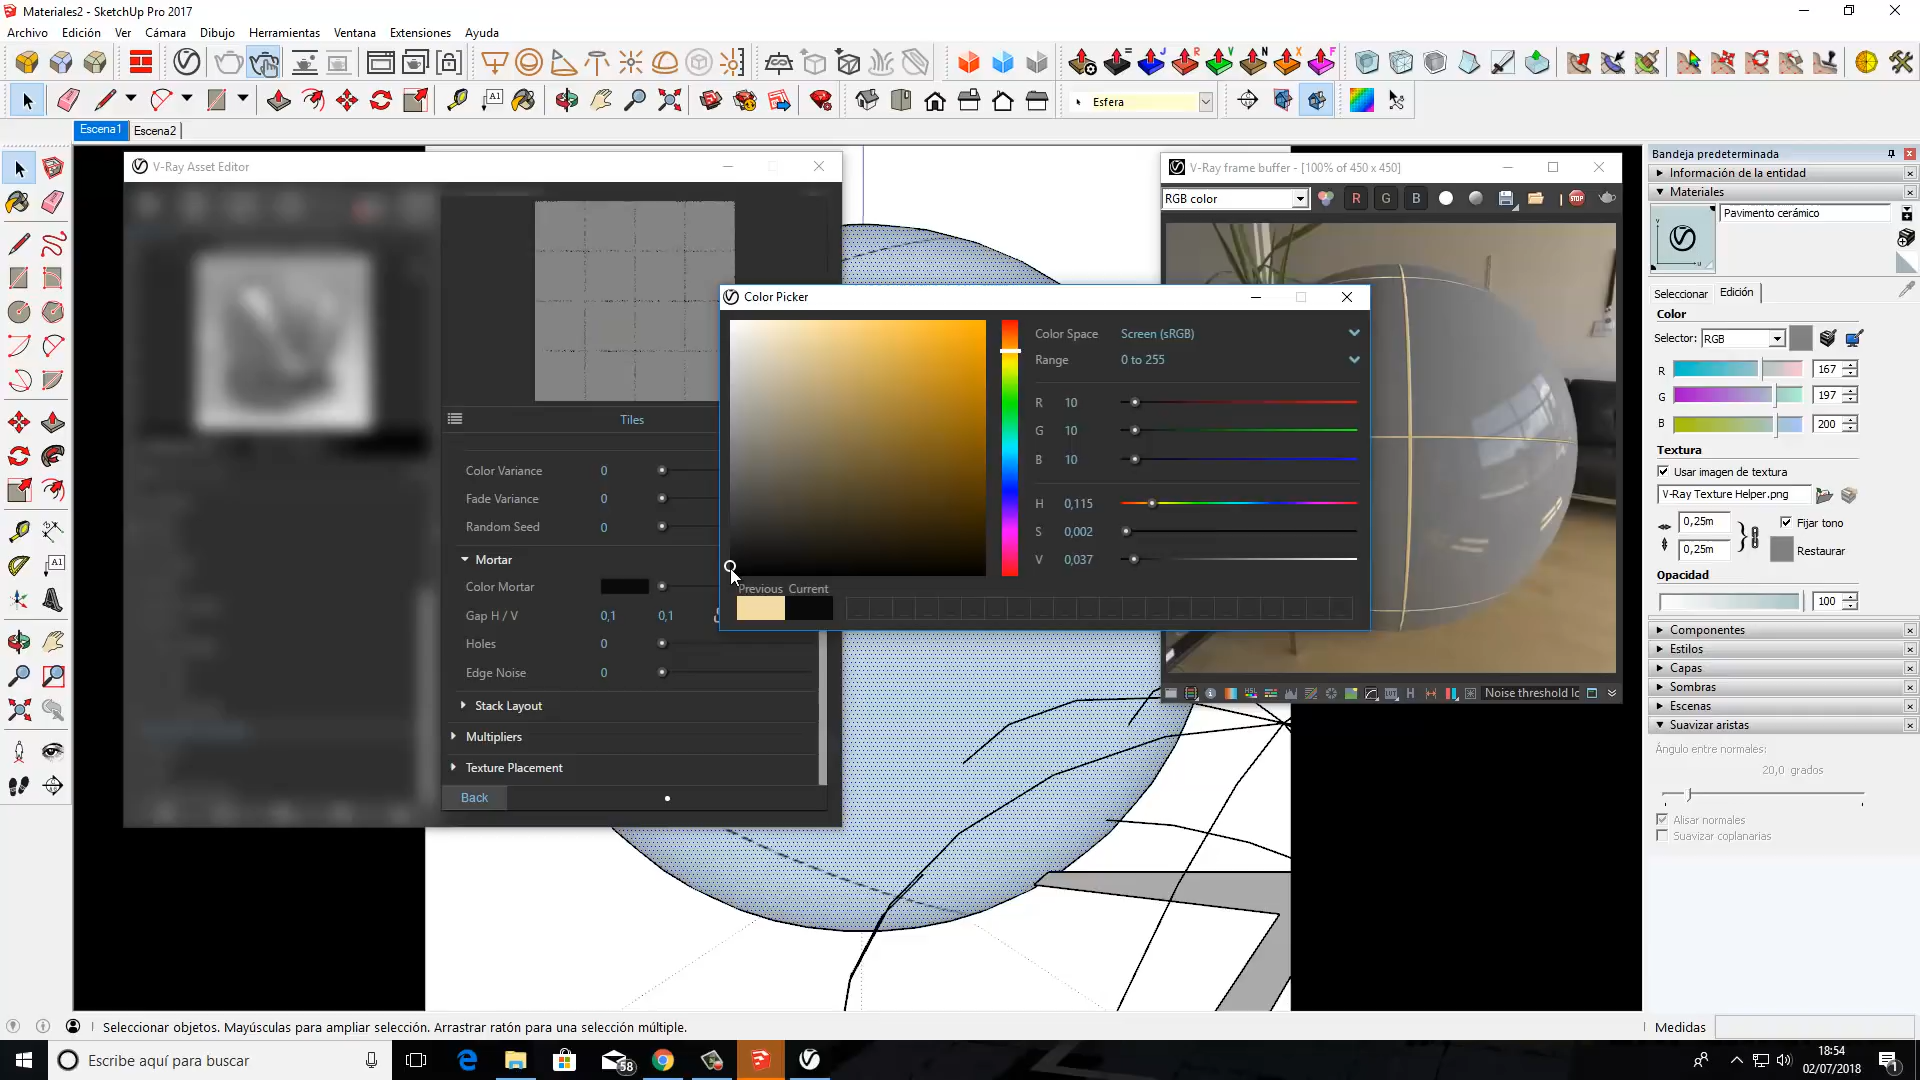 Materiales2 - SketchUp Pro 2017
Archivo Edición Ver Cámara Dibujo Herramientas Ventana Extensiones Ayuda
Esfera
Escena1 Escena2
V-Ray Asset Editor
Tiles
Color Variance 0
Fade Variance 0
Random Seed 0
Mortar
Color Mortar
Gap H / V 0,1 0,1
Holes 0
Edge Noise 0
Stack Layout
Multipliers
Texture Placement
Back
Color Picker
Color Space Screen (sRGB)
Range 0 to 255
R 10
G 10
B 10
H 0,115
S 0,002
V 0,037
Previous Current
V-Ray frame buffer - [100% of 450 x 450]
RGB color
R G B
STOP
Noise threshold lc
Bandeja predeterminada
Información de la entidad
Materiales
Pavimento cerámico
Seleccionar Edición
Color
Selector: RGB
R 167
G 197
B 200
Textura
Usar imagen de textura
V-Ray Texture Helper.png
0,25m Fijar tono
0,25m Restaurar
Opacidad
100
Componentes
Estilos
Capas
Sombras
Escenas
Suavizar aristas
Ángulo entre normales:
20,0 grados
Alisar normales
Suavizar coplanarias
Seleccionar objetos. Mayúsculas para ampliar selección. Arrastrar ratón para una selección múltiple.
Medidas
Escribe aquí para buscar
58
18:54
02/07/2018
1